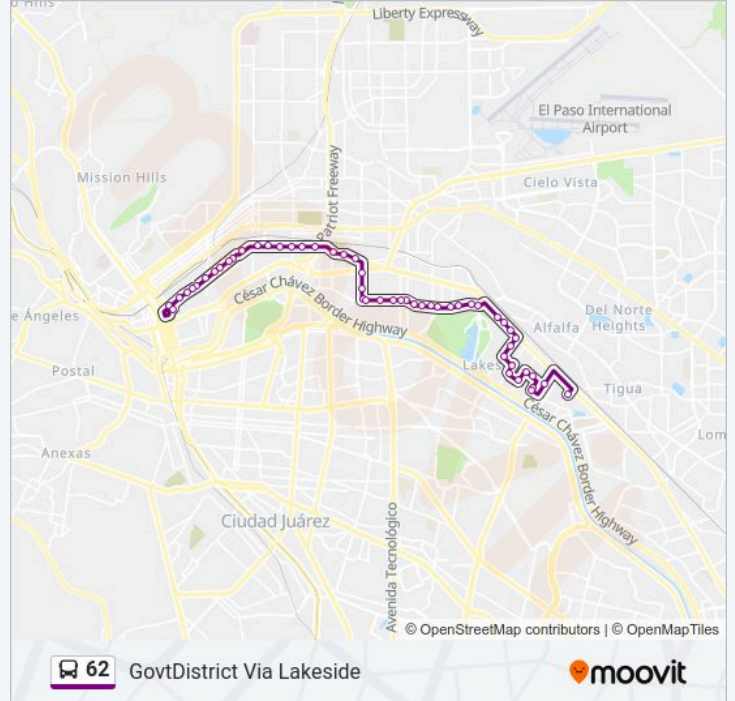 o Hills
Liberty Expressway
El Paso International
Airport
Mission Hills
Patriot Freeway
Cielo Vista
César Chávez Border Highway
e Ángeles
Del Norte
Heights
Alfalfa
Postal
Lakes
Tigua
César Chávez Border Highway
Lom
Anexas
Ciudad Juárez
Avenida Tecnológico
© OpenStreetMap contributors | © OpenMapTiles
62 GovtDistrict Via Lakeside
moovit